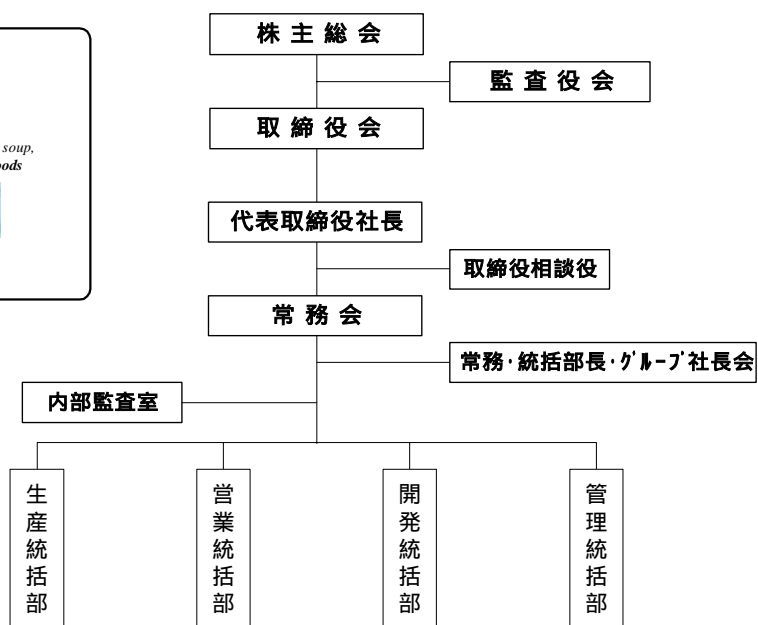 株主総会
監査役会
soup,
取締役会
代表取締役社長
取締役相談役
常務会
常務・統括部長・ｸﾞﾙｰﾌﾟ社長会
内部監査室
生産統括部
営業統括部
開発統括部
管理統括部